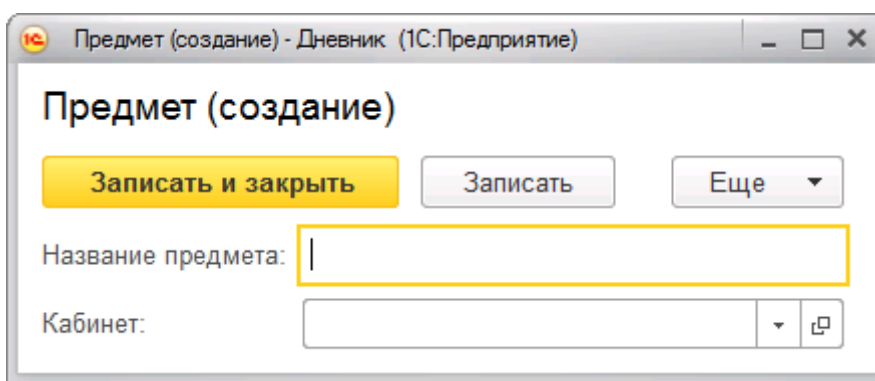 1С Предмет (создание) - Дневник (1С:Предприятие)
Предмет (создание)
Записать и закрыть Записать Еще
Название предмета:
Кабинет: